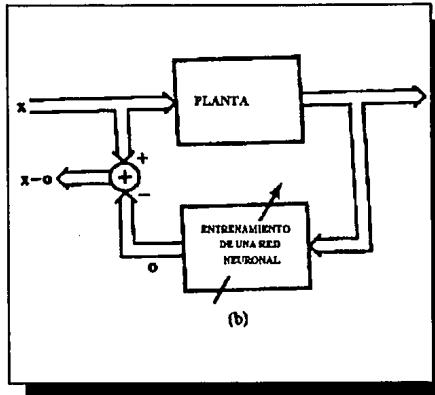 PLANTA
x
+
x-o
+
−
ENTRENAMIENTO
DE UNA RED
NEURONAL
o
(b)